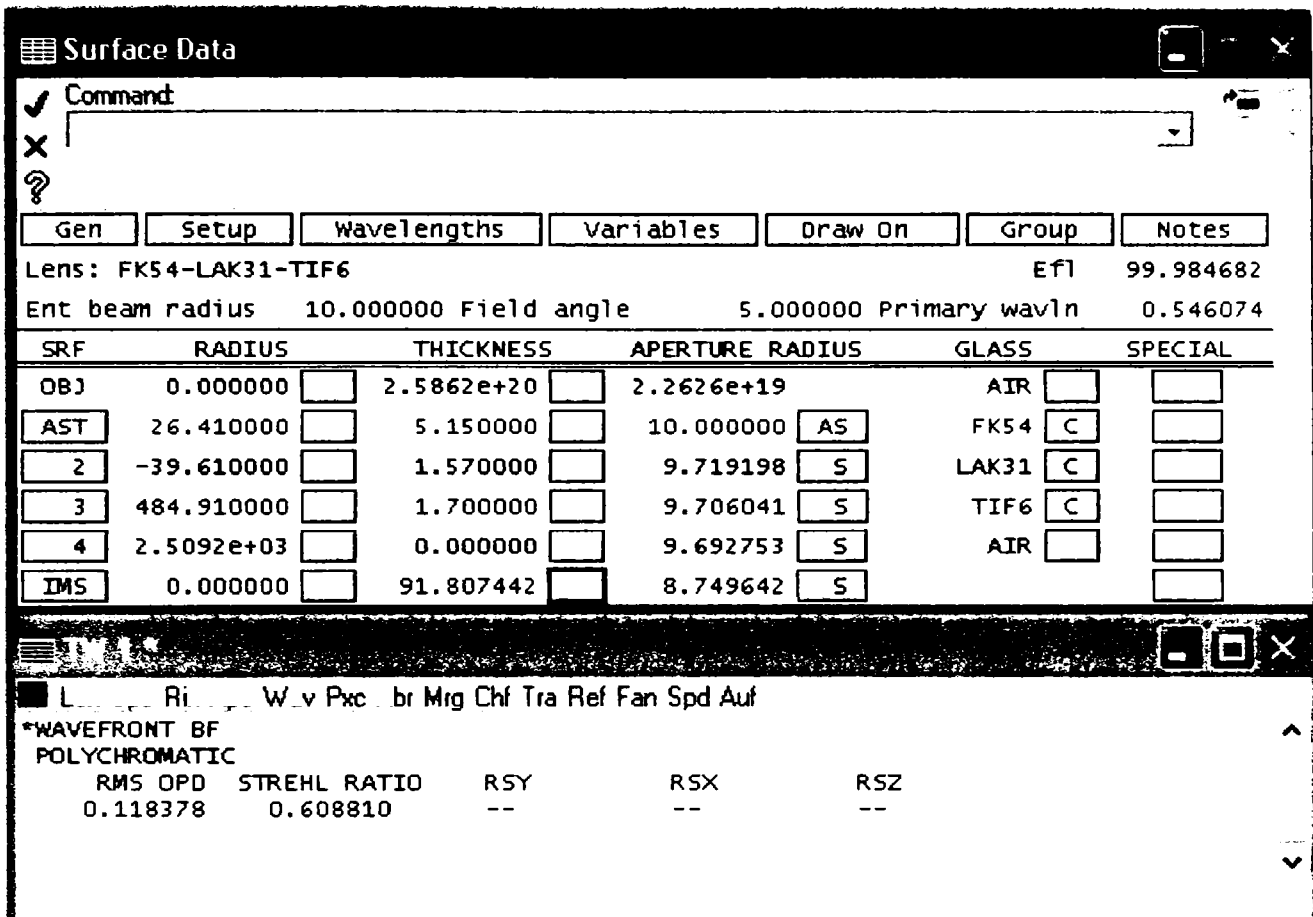 Surface Data
Command:
Gen Setup Wavelengths Variables Draw On Group Notes
Lens: FK54-LAK31-TIF6 Efl 99.984682
Ent beam radius 10.000000 Field angle 5.000000 Primary wavln 0.546074
SRF RADIUS THICKNESS APERTURE RADIUS GLASS SPECIAL
OBJ 0.000000 2.5862e+20 2.2626e+19 AIR
AST 26.410000 5.150000 10.000000 AS FK54 C
2 -39.610000 1.570000 9.719198 S LAK31 C
3 484.910000 1.700000 9.706041 S TIF6 C
4 2.5092e+03 0.000000 9.692753 S AIR
IMS 0.000000 91.807442 8.749642 S
Pxc Mrg Chf Tra Ref Fan Spd Auf
*WAVEFRONT BF
POLYCHROMATIC
RMS OPD STREHL RATIO RSY RSX RSZ
0.118378 0.608810 -- -- --